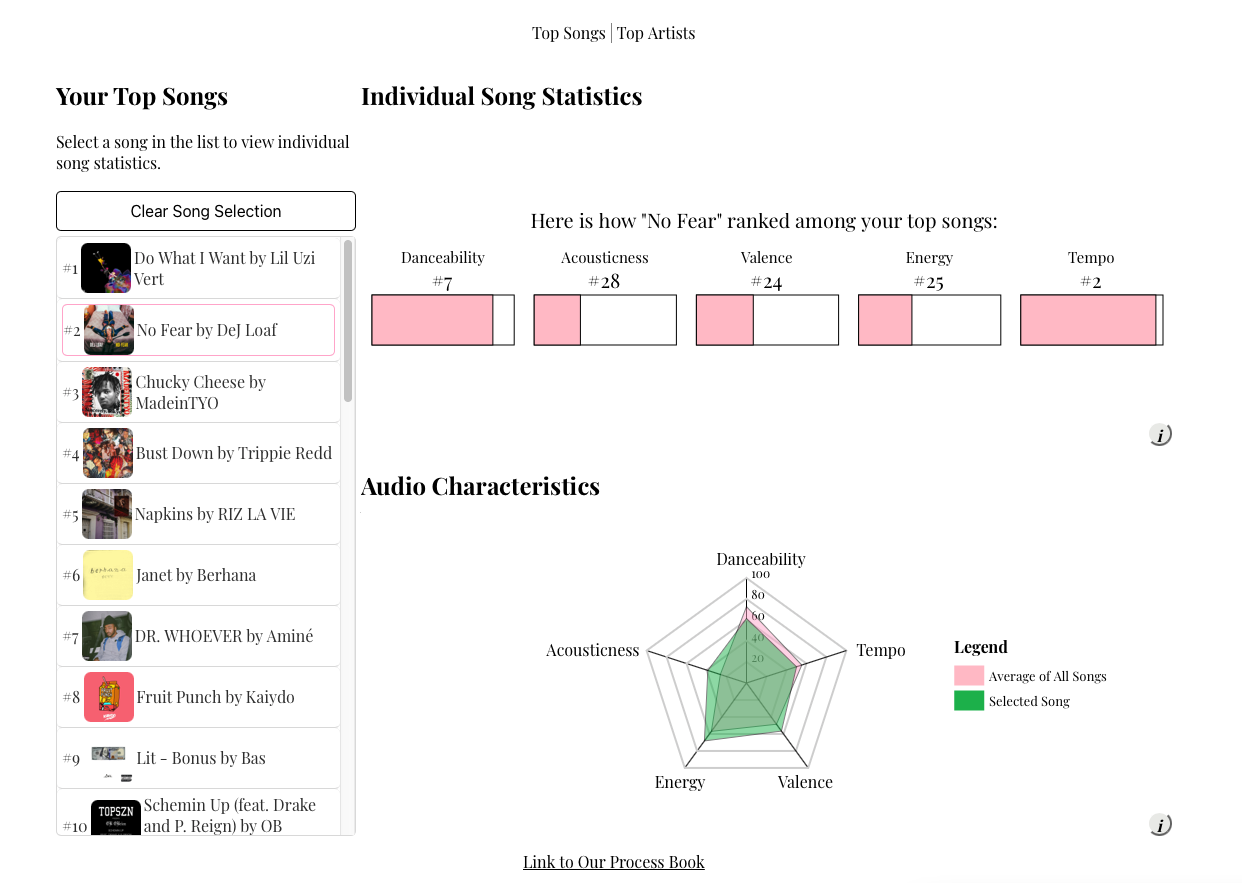 Top Songs | Top Artists
Your Top Songs
Select a song in the list to view individual
song statistics.
Clear Song Selection
#1
Do What I Want by Lil Uzi
Vert
#2
No Fear by DeJ Loaf
#3
Chucky Cheese by
MadeinTYO
#4
Bust Down by Trippie Redd
#5
Napkins by RIZ LA VIE
#6
Janet by Berhana
#7
DR. WHOEVER by Aminé
#8
Fruit Punch by Kaiydo
#9
Lit - Bonus by Bas
#10
TOPSZN
Schemin Up (feat. Drake
and P. Reign) by OB
Individual Song Statistics
Here is how "No Fear" ranked among your top songs:
Danceability
#7
Acousticness
#28
Valence
#24
Energy
#25
Tempo
#2
i
Audio Characteristics
Danceability
100
80
60
40
20
Acousticness
Tempo
Energy
Valence
Legend
Average of All Songs
Selected Song
i
Link to Our Process Book